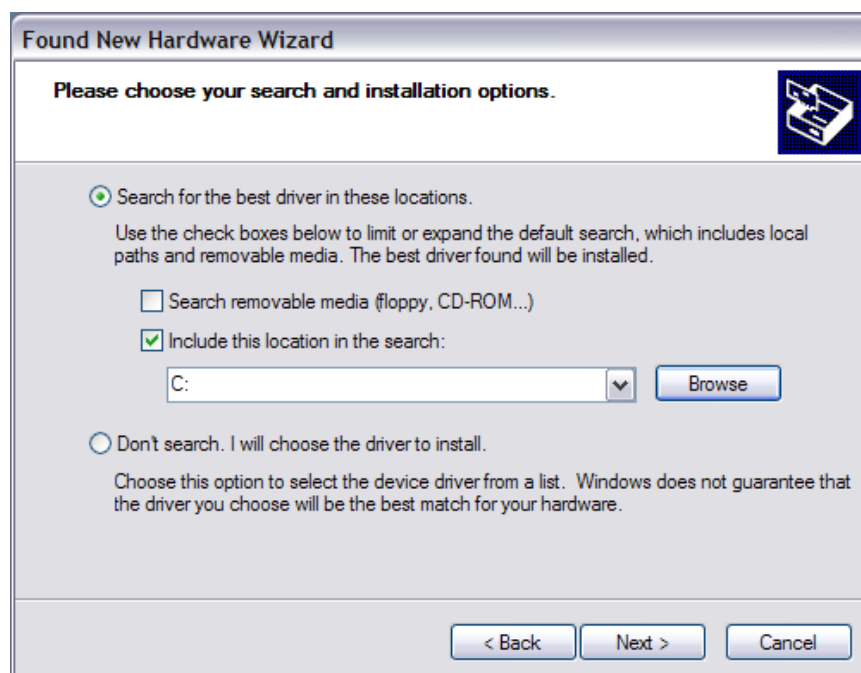 Found New Hardware Wizard
Please choose your search and installation options.
Search for the best driver in these locations.
Use the check boxes below to limit or expand the default search, which includes local
paths and removable media. The best driver found will be installed.
Search removable media (floppy, CD-ROM...)
Include this location in the search:
C:
Browse
Don't search. I will choose the driver to install.
Choose this option to select the device driver from a list.  Windows does not guarantee that
the driver you choose will be the best match for your hardware.
< Back
Next >
Cancel